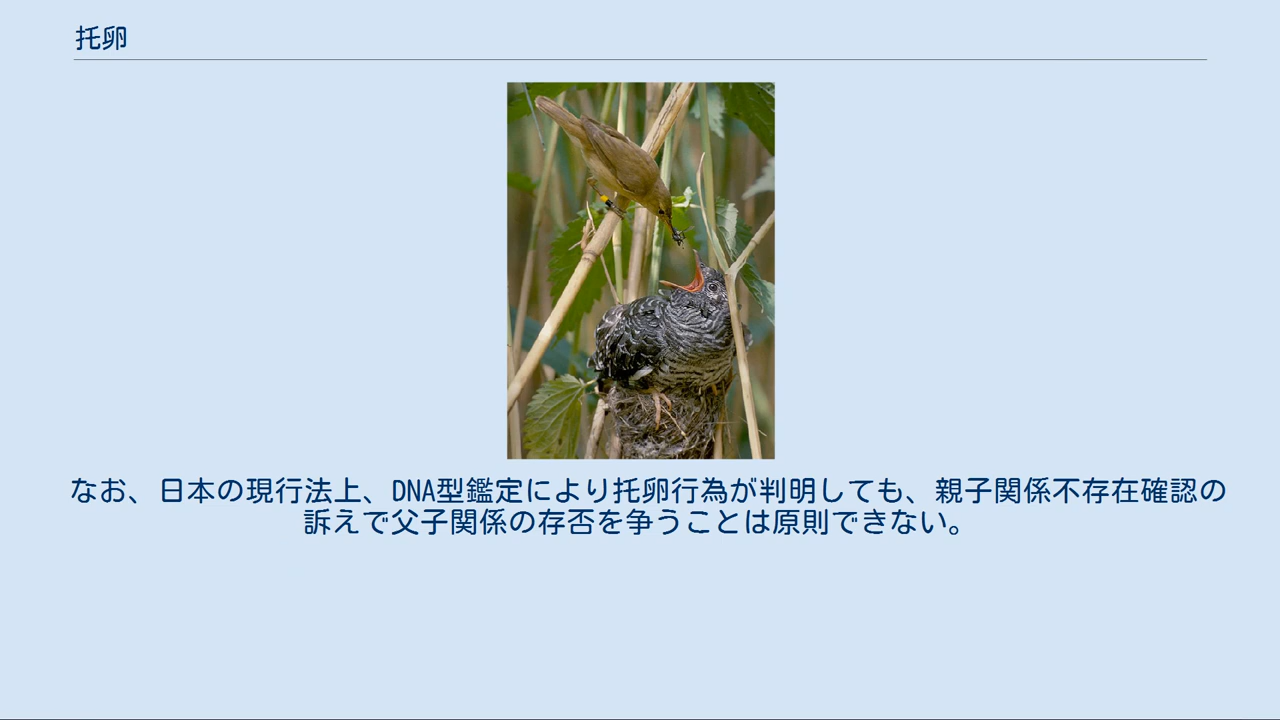 托卵
なお、日本の現行法上、DNA型鑑定により托卵行為が判明しても、親子関係不存在確認の
訴えで父子関係の存否を争うことは原則できない。